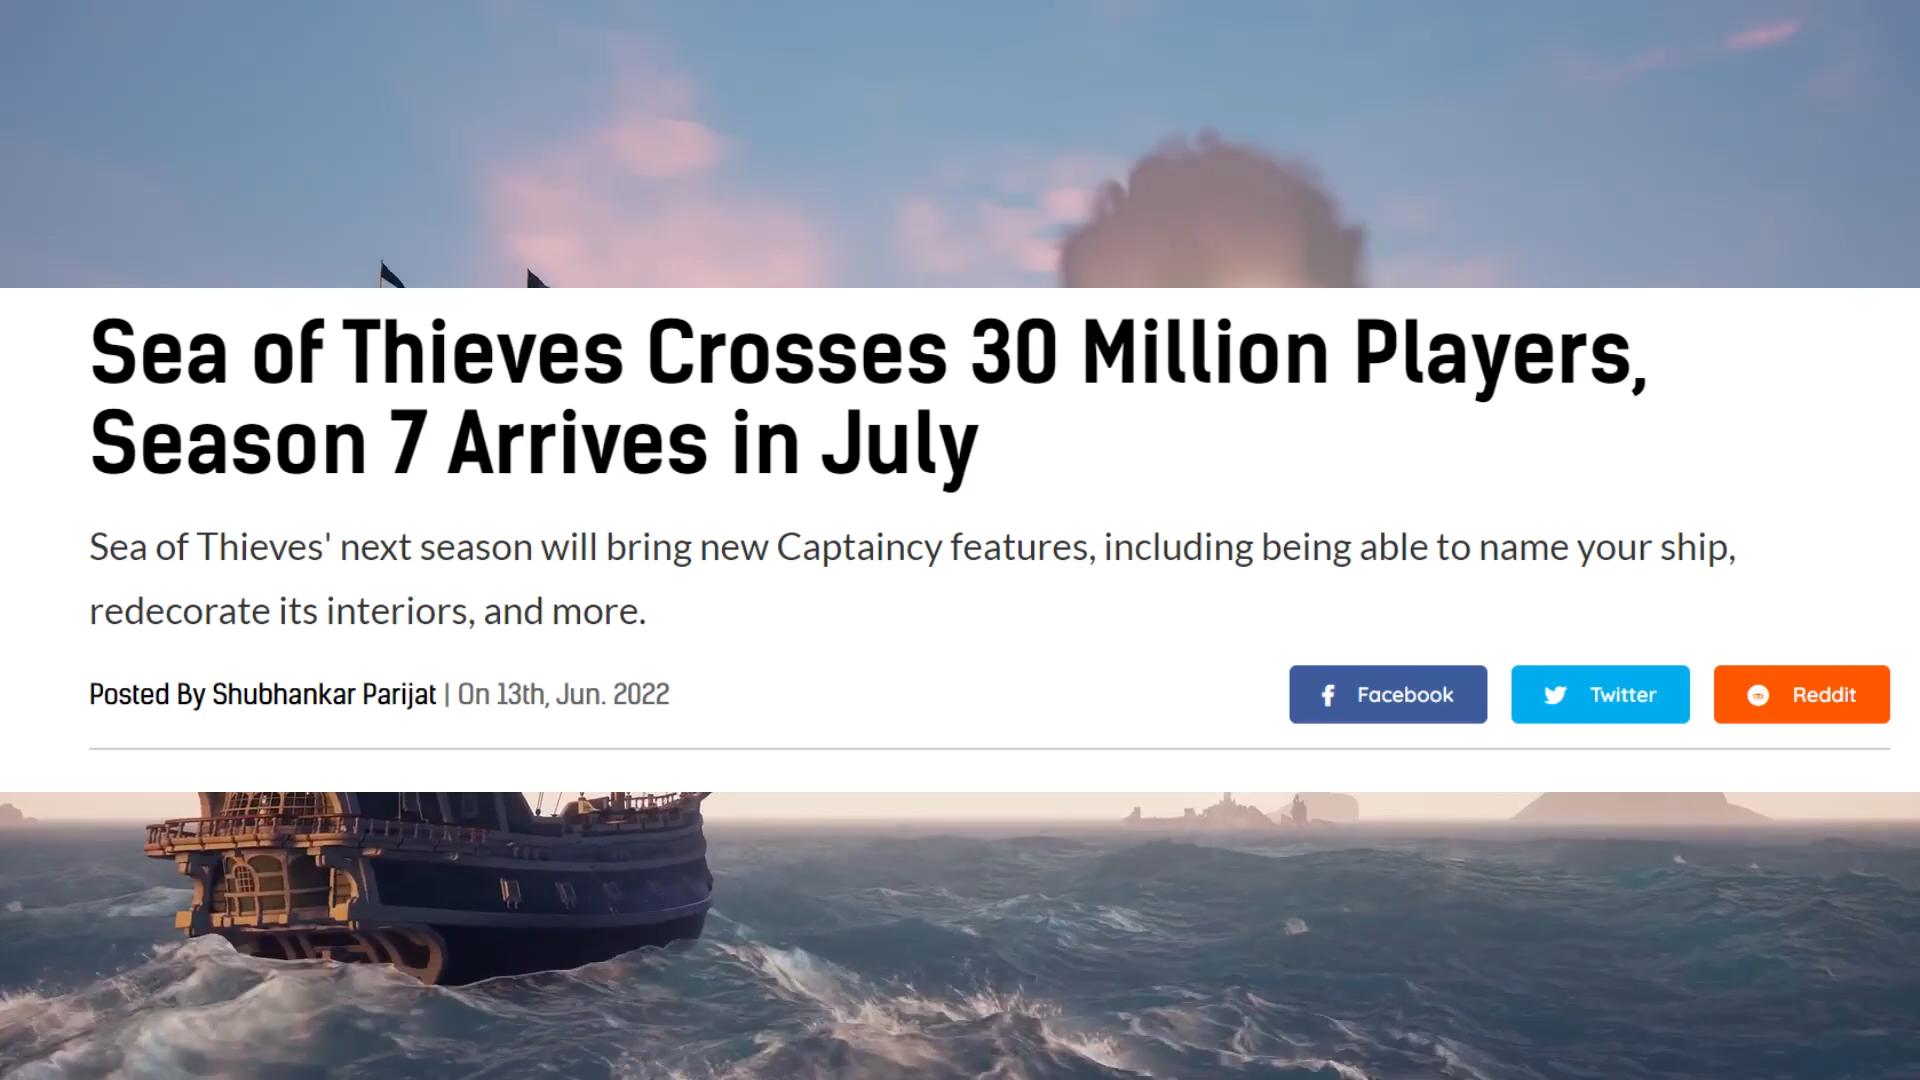 Sea of Thieves Crosses 30 Million Players,
Season 7 Arrives in July
Sea of Thieves' next season will bring new Captaincy features, including being able to name your ship,
redecorate its interiors, and more.
Posted By Shubhankar Parijat | On 13th, Jun. 2022
Facebook
Twitter
Reddit